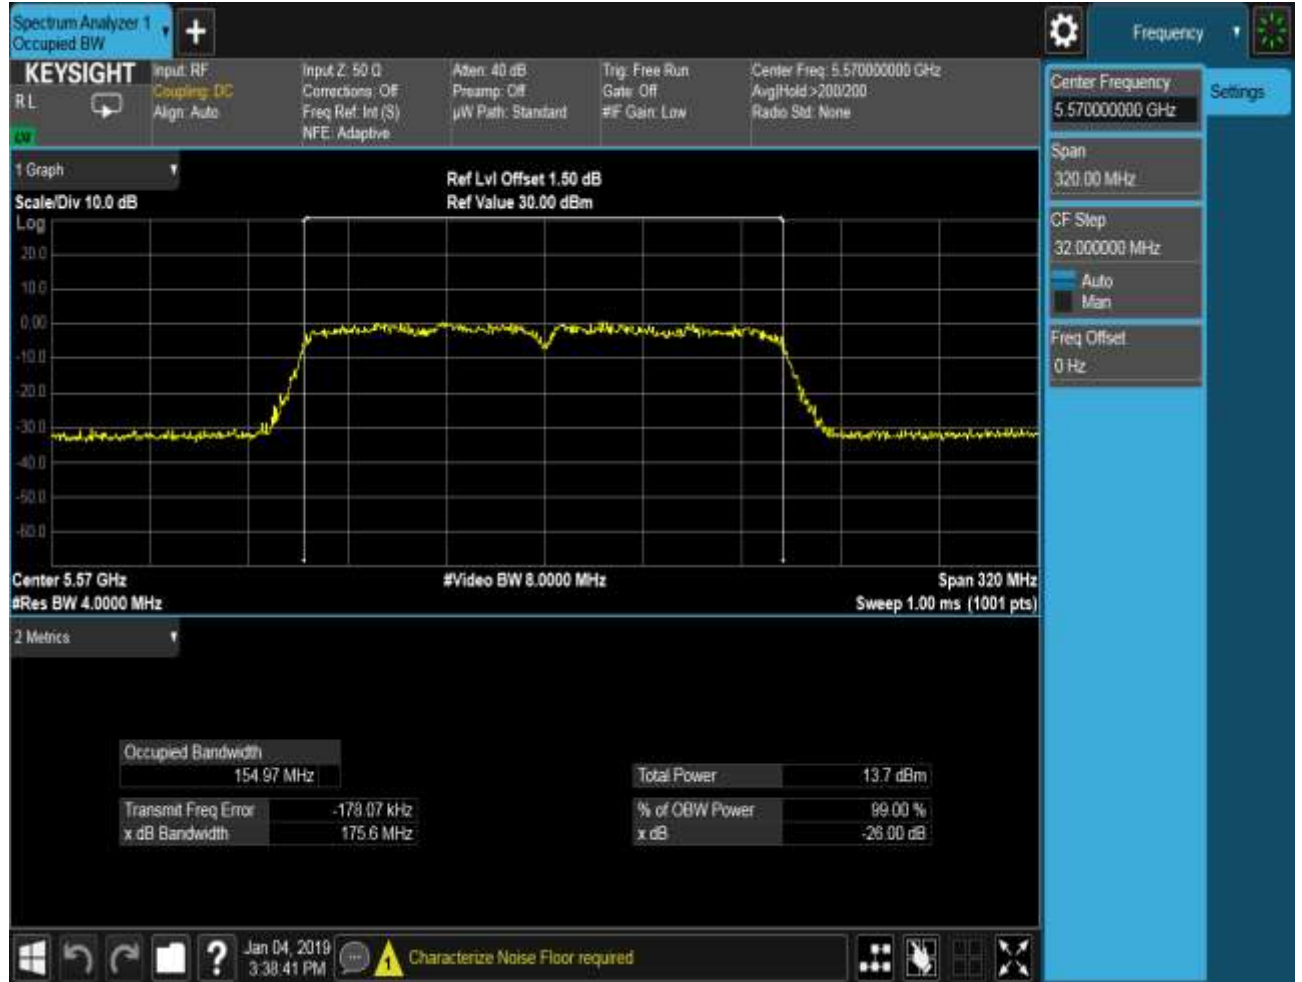 Spectrum Analyzer 1
Occupied BW
Frequency
KEYSIGHT
R L
Input: RF
Coupling: DC
Align: Auto
Input Z: 50 Ω
Corrections: Off
Freq Ref: Int (S)
NFE: Adaptive
Atten: 40 dB
Preamp: Off
µW Path: Standard
Trig: Free Run
Gate: Off
#IF Gain: Low
Center Freq: 5.570000000 GHz
Avg|Hold:>200/200
Radio Std: None
Center Frequency
5.570000000 GHz
Settings
Span
320.00 MHz
CF Step
32.000000 MHz
Auto
Man
Freq Offset
0 Hz
1 Graph
Scale/Div 10.0 dB
Ref Lvl Offset 1.50 dB
Ref Value 30.00 dBm
Log
20.0
10.0
0.00
-10.0
-20.0
-30.0
-40.0
-50.0
-60.0
Center 5.57 GHz
#Video BW 8.0000 MHz
Span 320 MHz
#Res BW 4.0000 MHz
Sweep 1.00 ms (1001 pts)
2 Metrics
Occupied Bandwidth
154.97 MHz
Total Power 13.7 dBm
Transmit Freq Error -178.07 kHz
% of OBW Power 99.00 %
x dB Bandwidth 175.6 MHz
x dB -26.00 dB
?
Jan 04, 2019
3:38:41 PM
1
Characterize Noise Floor required